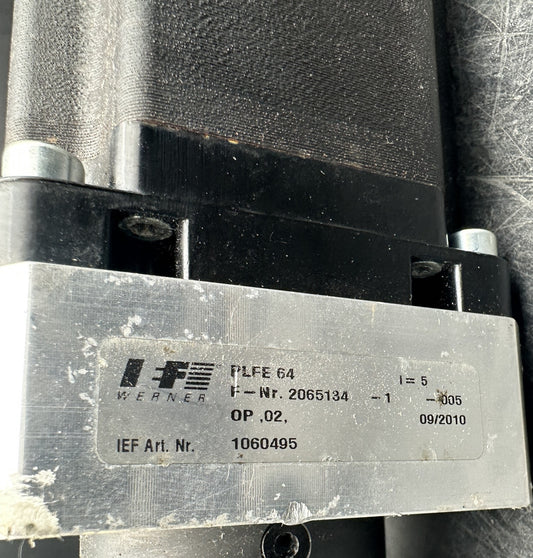 IEF
WERNER
PLFE 64 I = 5
F-Nr. 2065134 -1 -005
OP ,02, 09/2010
IEF Art. Nr. 1060495